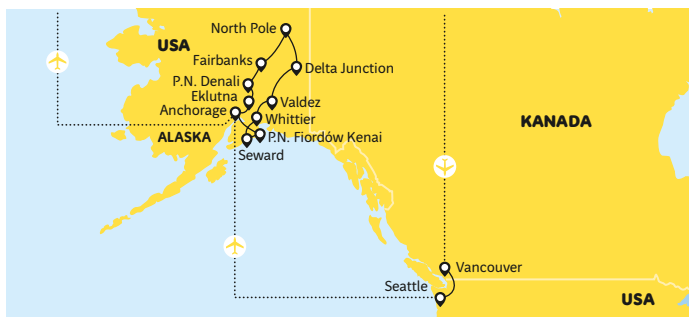 North Pole
USA
Fairbanks
Delta Junction
P.N. Denali
Eklutna
Valdez
Anchorage
Whittier
KANADA
ALASKA
P.N. Fiordów Kenai
Seward
Vancouver
Seattle
USA